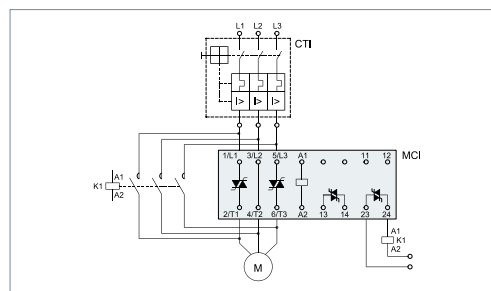 L1 L2 L3
CTI
I> I> I>
1/L1 3/L2 5/L3 A1 11 12
MCI
A1
K1
A2
2/T1 4/T2 6/T3 A2 13 14 23 24
A1
K1
A2
M